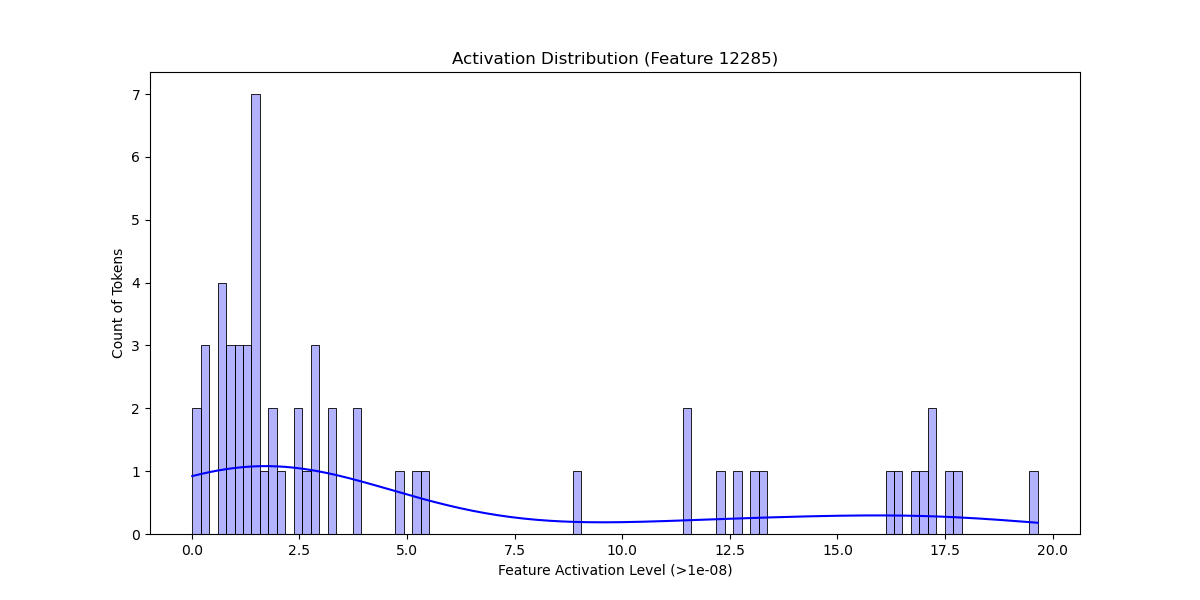 Activation Distribution (Feature 12285)
Count of Tokens
7
6
5
4
3
2
1
0
0.0 2.5 5.0 7.5 10.0 12.5 15.0 17.5 20.0
Feature Activation Level (>1e-08)